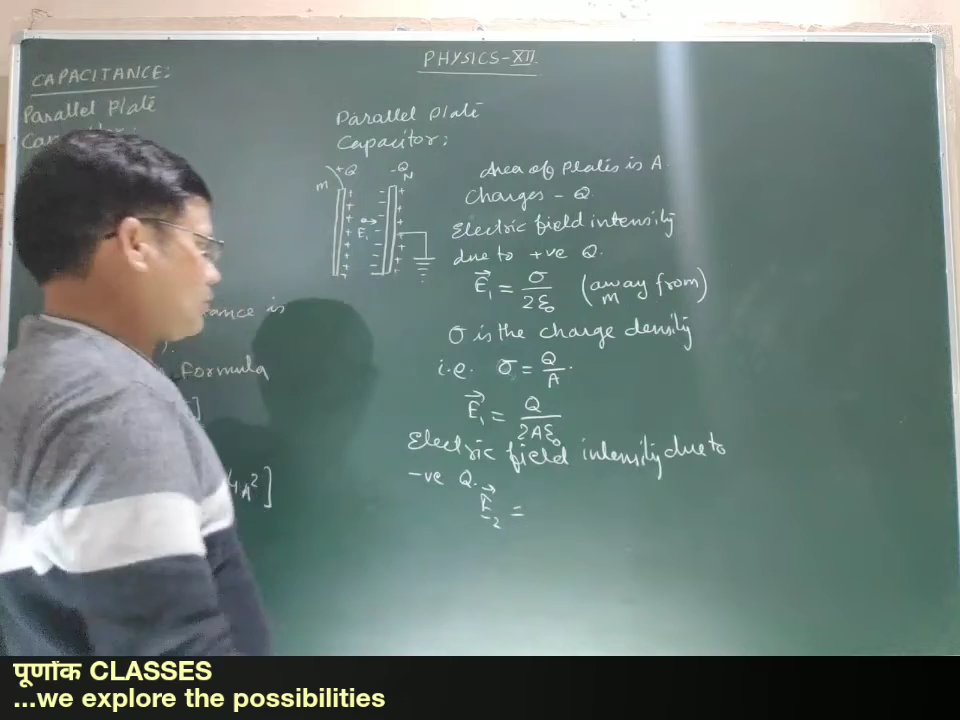 PHYSICS-XII
CAPACITANCE:
Parallel Plate
tance is
Formula
Parallel Plate
Capacitor:
+Q
-Q
M
N
E₁
Area of Plates is A.
Charges - Q.
Electric field intensity
due to +ve Q.
E⃗₁ = σ/2ε₀ (away from M)
σ is the charge density
i.e. σ = Q/A.
E⃗₁ = Q/2Aε₀
Electric field intensity due to
-ve Q.
E⃗₂ =
पूर्णांक CLASSES
...we explore the possibilities